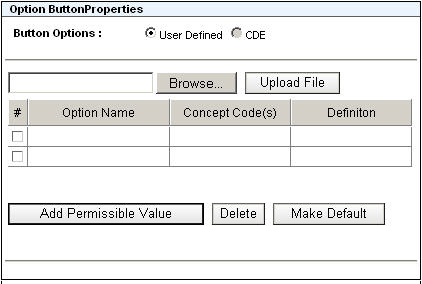 Option ButtonProperties
Button Options : User Defined CDE
Browse... Upload File
# Option Name Concept Code(s) Definiton
Add Permissible Value Delete Make Default